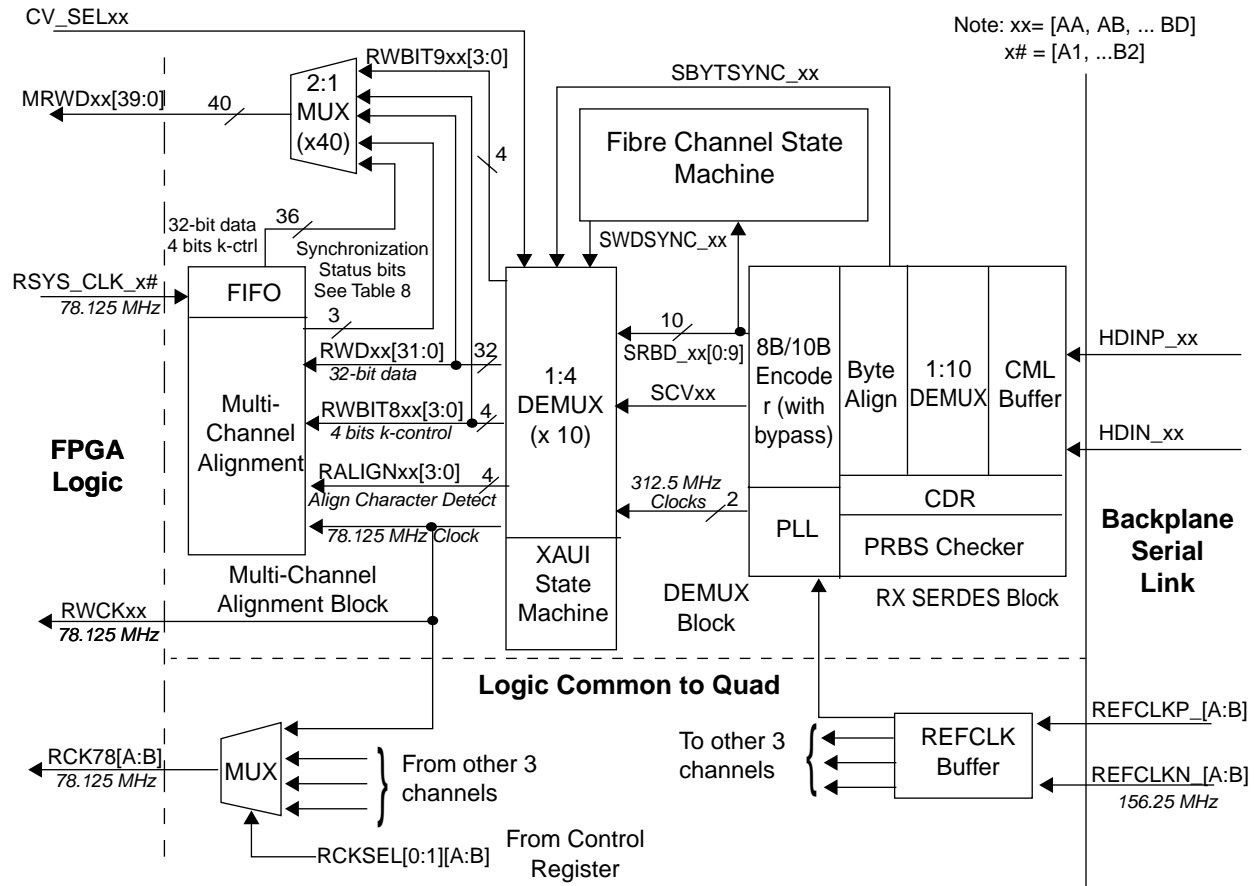 CV_SELxx
Note: xx= [AA, AB, ... BD]
x# = [A1, ...B2]
RWBIT9xx[3:0]
SBYTSYNC_xx
MRWDxx[39:0]
40
2:1
MUX
(x40)
4
Fibre Channel State
Machine
32-bit data
4 bits k-ctrl
36
Synchronization
Status bits
See Table 8
SWDSYNC_xx
RSYS_CLK_x#
78.125 MHz
FIFO
3
10
SRBD_xx[0:9]
RWDxx[31:0]
32
32-bit data
1:4
DEMUX
(x 10)
8B/10B
Encode
r (with
bypass)
Byte
Align
1:10
DEMUX
CML
Buffer
HDINP_xx
SCVxx
Multi-
Channel
Alignment
RWBIT8xx[3:0]
4
4 bits k-control
HDIN_xx
FPGA
Logic
RALIGNxx[3:0]
4
Align Character Detect
312.5 MHz
Clocks
2
CDR
78.125 MHz Clock
PLL
PRBS Checker
Backplane
Serial
Link
XAUI
State
Machine
Multi-Channel
Alignment Block
DEMUX
Block
RX SERDES Block
RWCKxx
78.125 MHz
Logic Common to Quad
REFCLKP_[A:B]
RCK78[A:B]
78.125 MHz
MUX
From other 3
channels
To other 3
channels
REFCLK
Buffer
REFCLKN_[A:B]
156.25 MHz
RCKSEL[0:1][A:B]
From Control
Register